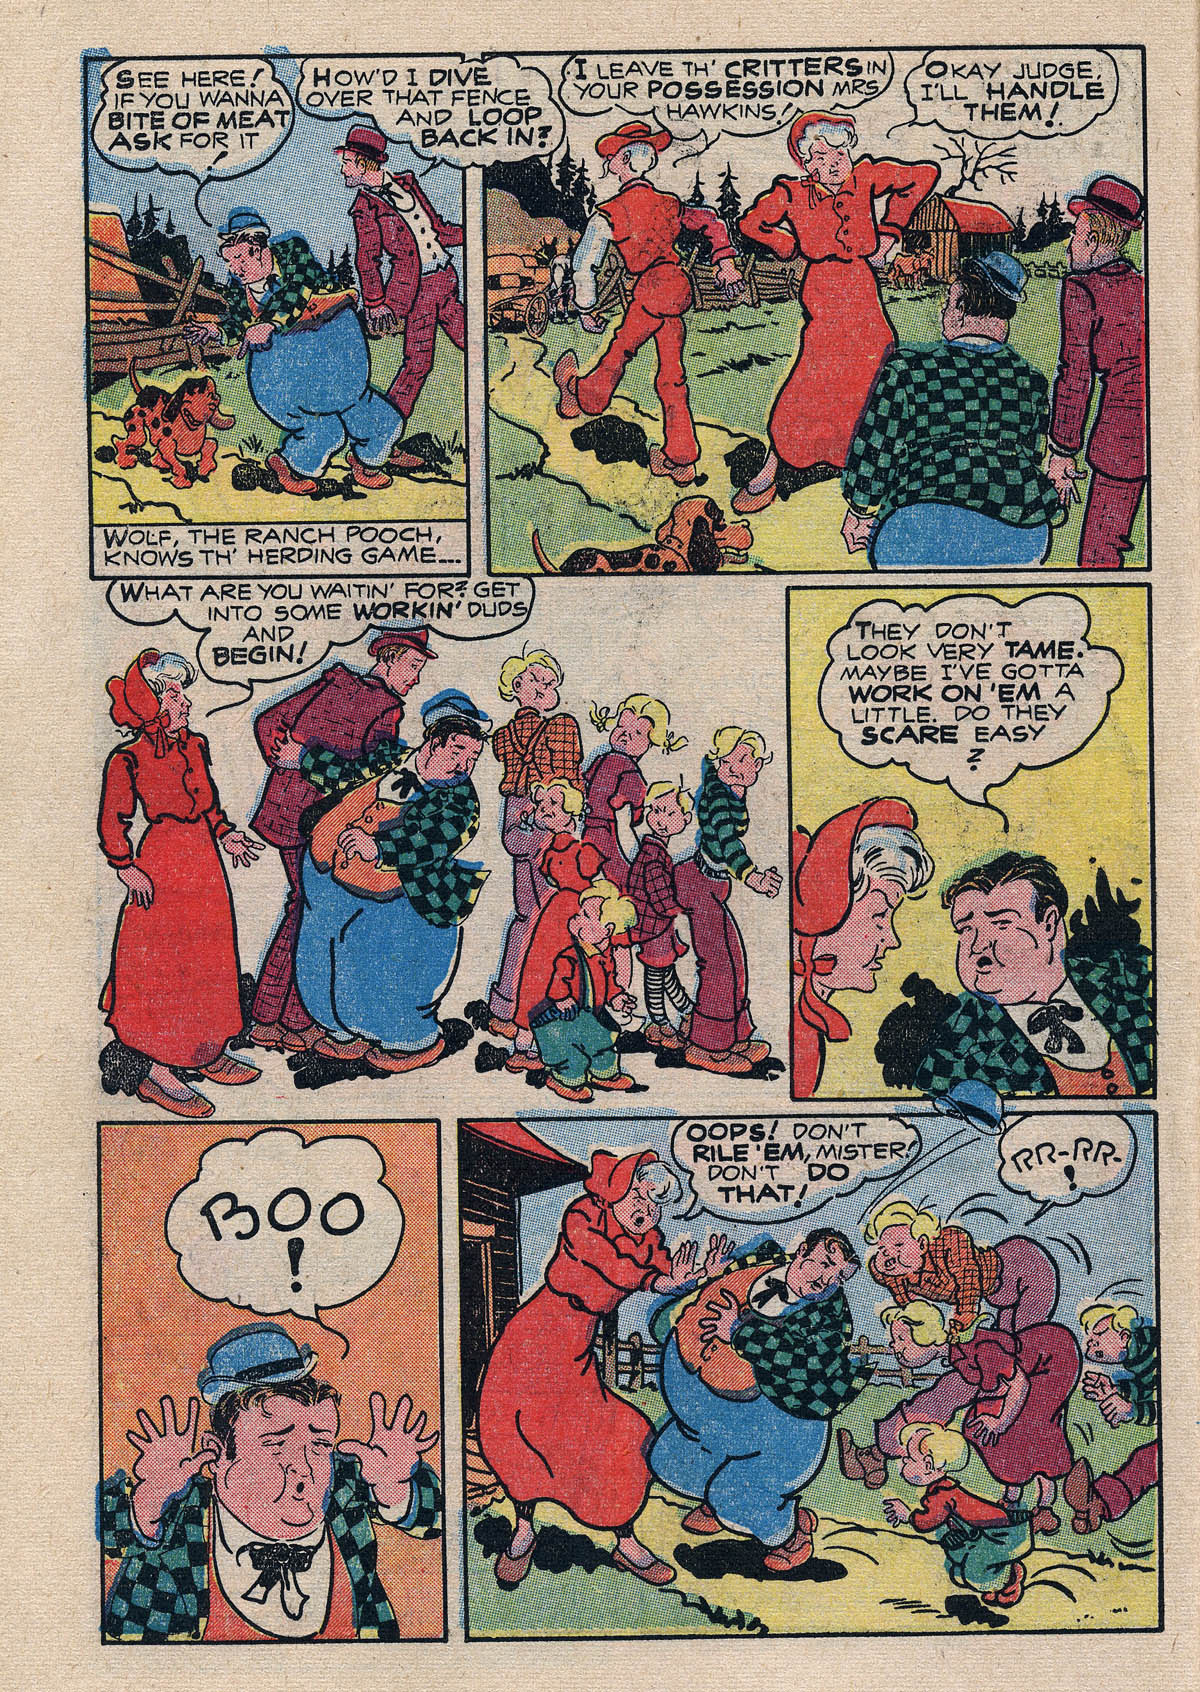 SEE HERE!
IF YOU WANNA
BITE OF MEAT
ASK FOR IT
!
HOW'D I DIVE
OVER THAT FENCE
AND LOOP
BACK IN?
WOLF, THE RANCH POOCH,
KNOWS TH' HERDING GAME....
I LEAVE TH' CRITTERS IN
YOUR POSSESSION MRS
HAWKINS!
OKAY JUDGE,
I'LL HANDLE
THEM!
WHAT ARE YOU WAITIN' FOR? GET
INTO SOME WORKIN' DUDS
AND
BEGIN!
THEY DON'T
LOOK VERY TAME.
MAYBE I'VE GOTTA
WORK ON 'EM A
LITTLE. DO THEY
SCARE EASY
?
BOO
!
OOPS! DON'T
RILE 'EM, MISTER!
DON'T DO
THAT!
RR-RR-
!